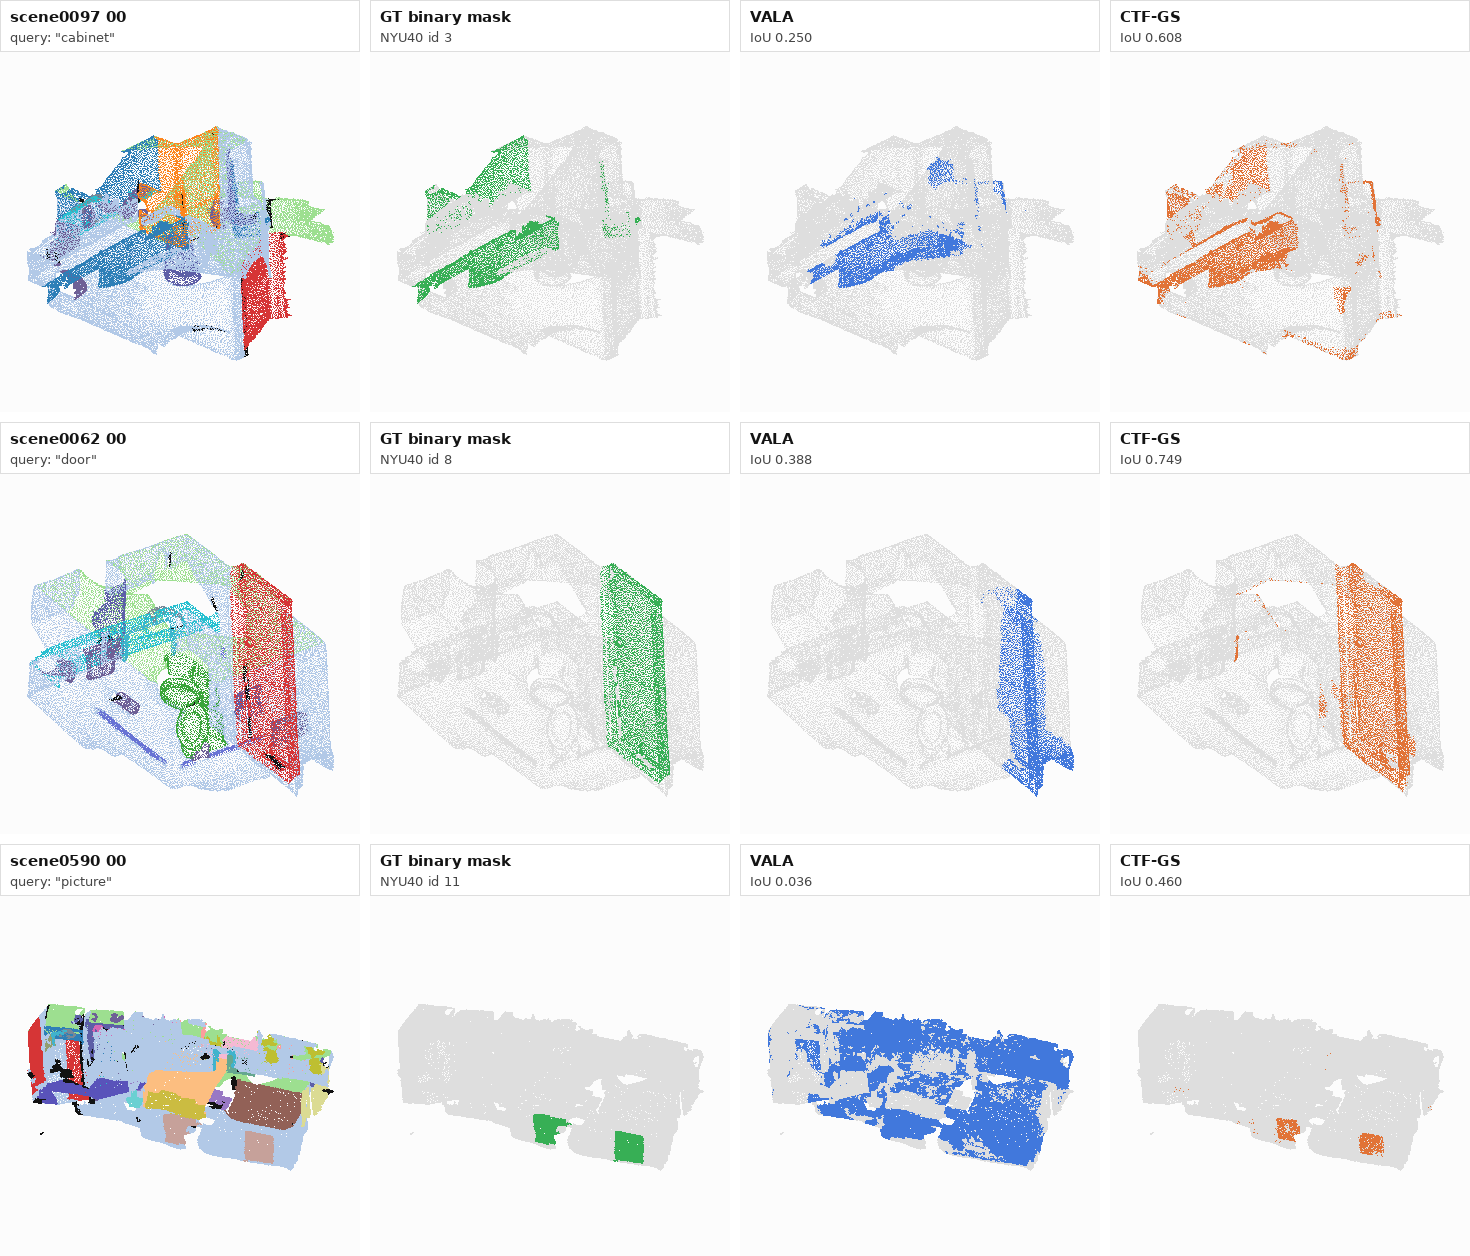 scene0097 00
query: "cabinet"
GT binary mask
NYU40 id 3
VALA
IoU 0.250
CTF-GS
IoU 0.608
scene0062 00
query: "door"
GT binary mask
NYU40 id 8
VALA
IoU 0.388
CTF-GS
IoU 0.749
scene0590 00
query: "picture"
GT binary mask
NYU40 id 11
VALA
IoU 0.036
CTF-GS
IoU 0.460